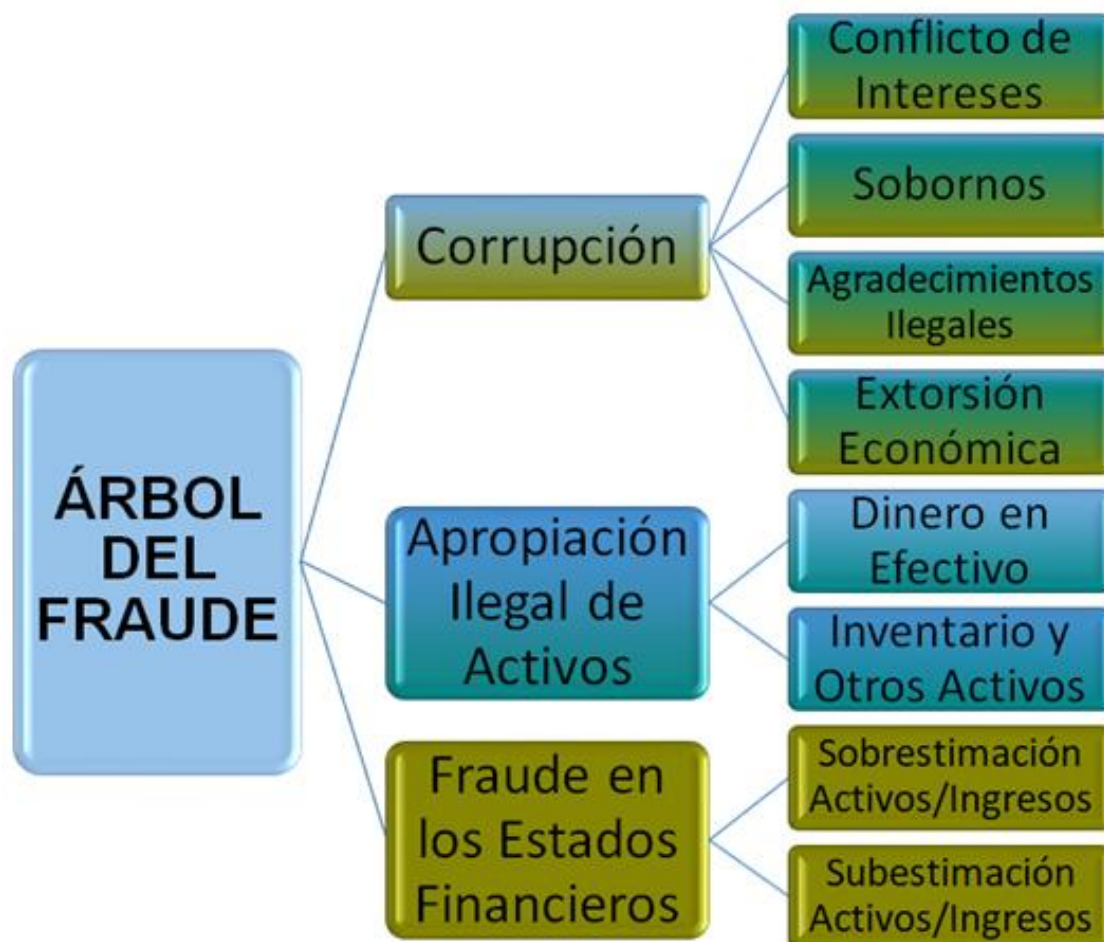 ÁRBOL
DEL
FRAUDE
Corrupción
Conflicto de
Intereses
Sobornos
Agradecimientos
Ilegales
Extorsión
Económica
Apropiación
Ilegal de
Activos
Dinero en
Efectivo
Inventario y
Otros Activos
Fraude en
los Estados
Financieros
Sobrestimación
Activos/Ingresos
Subestimación
Activos/Ingresos